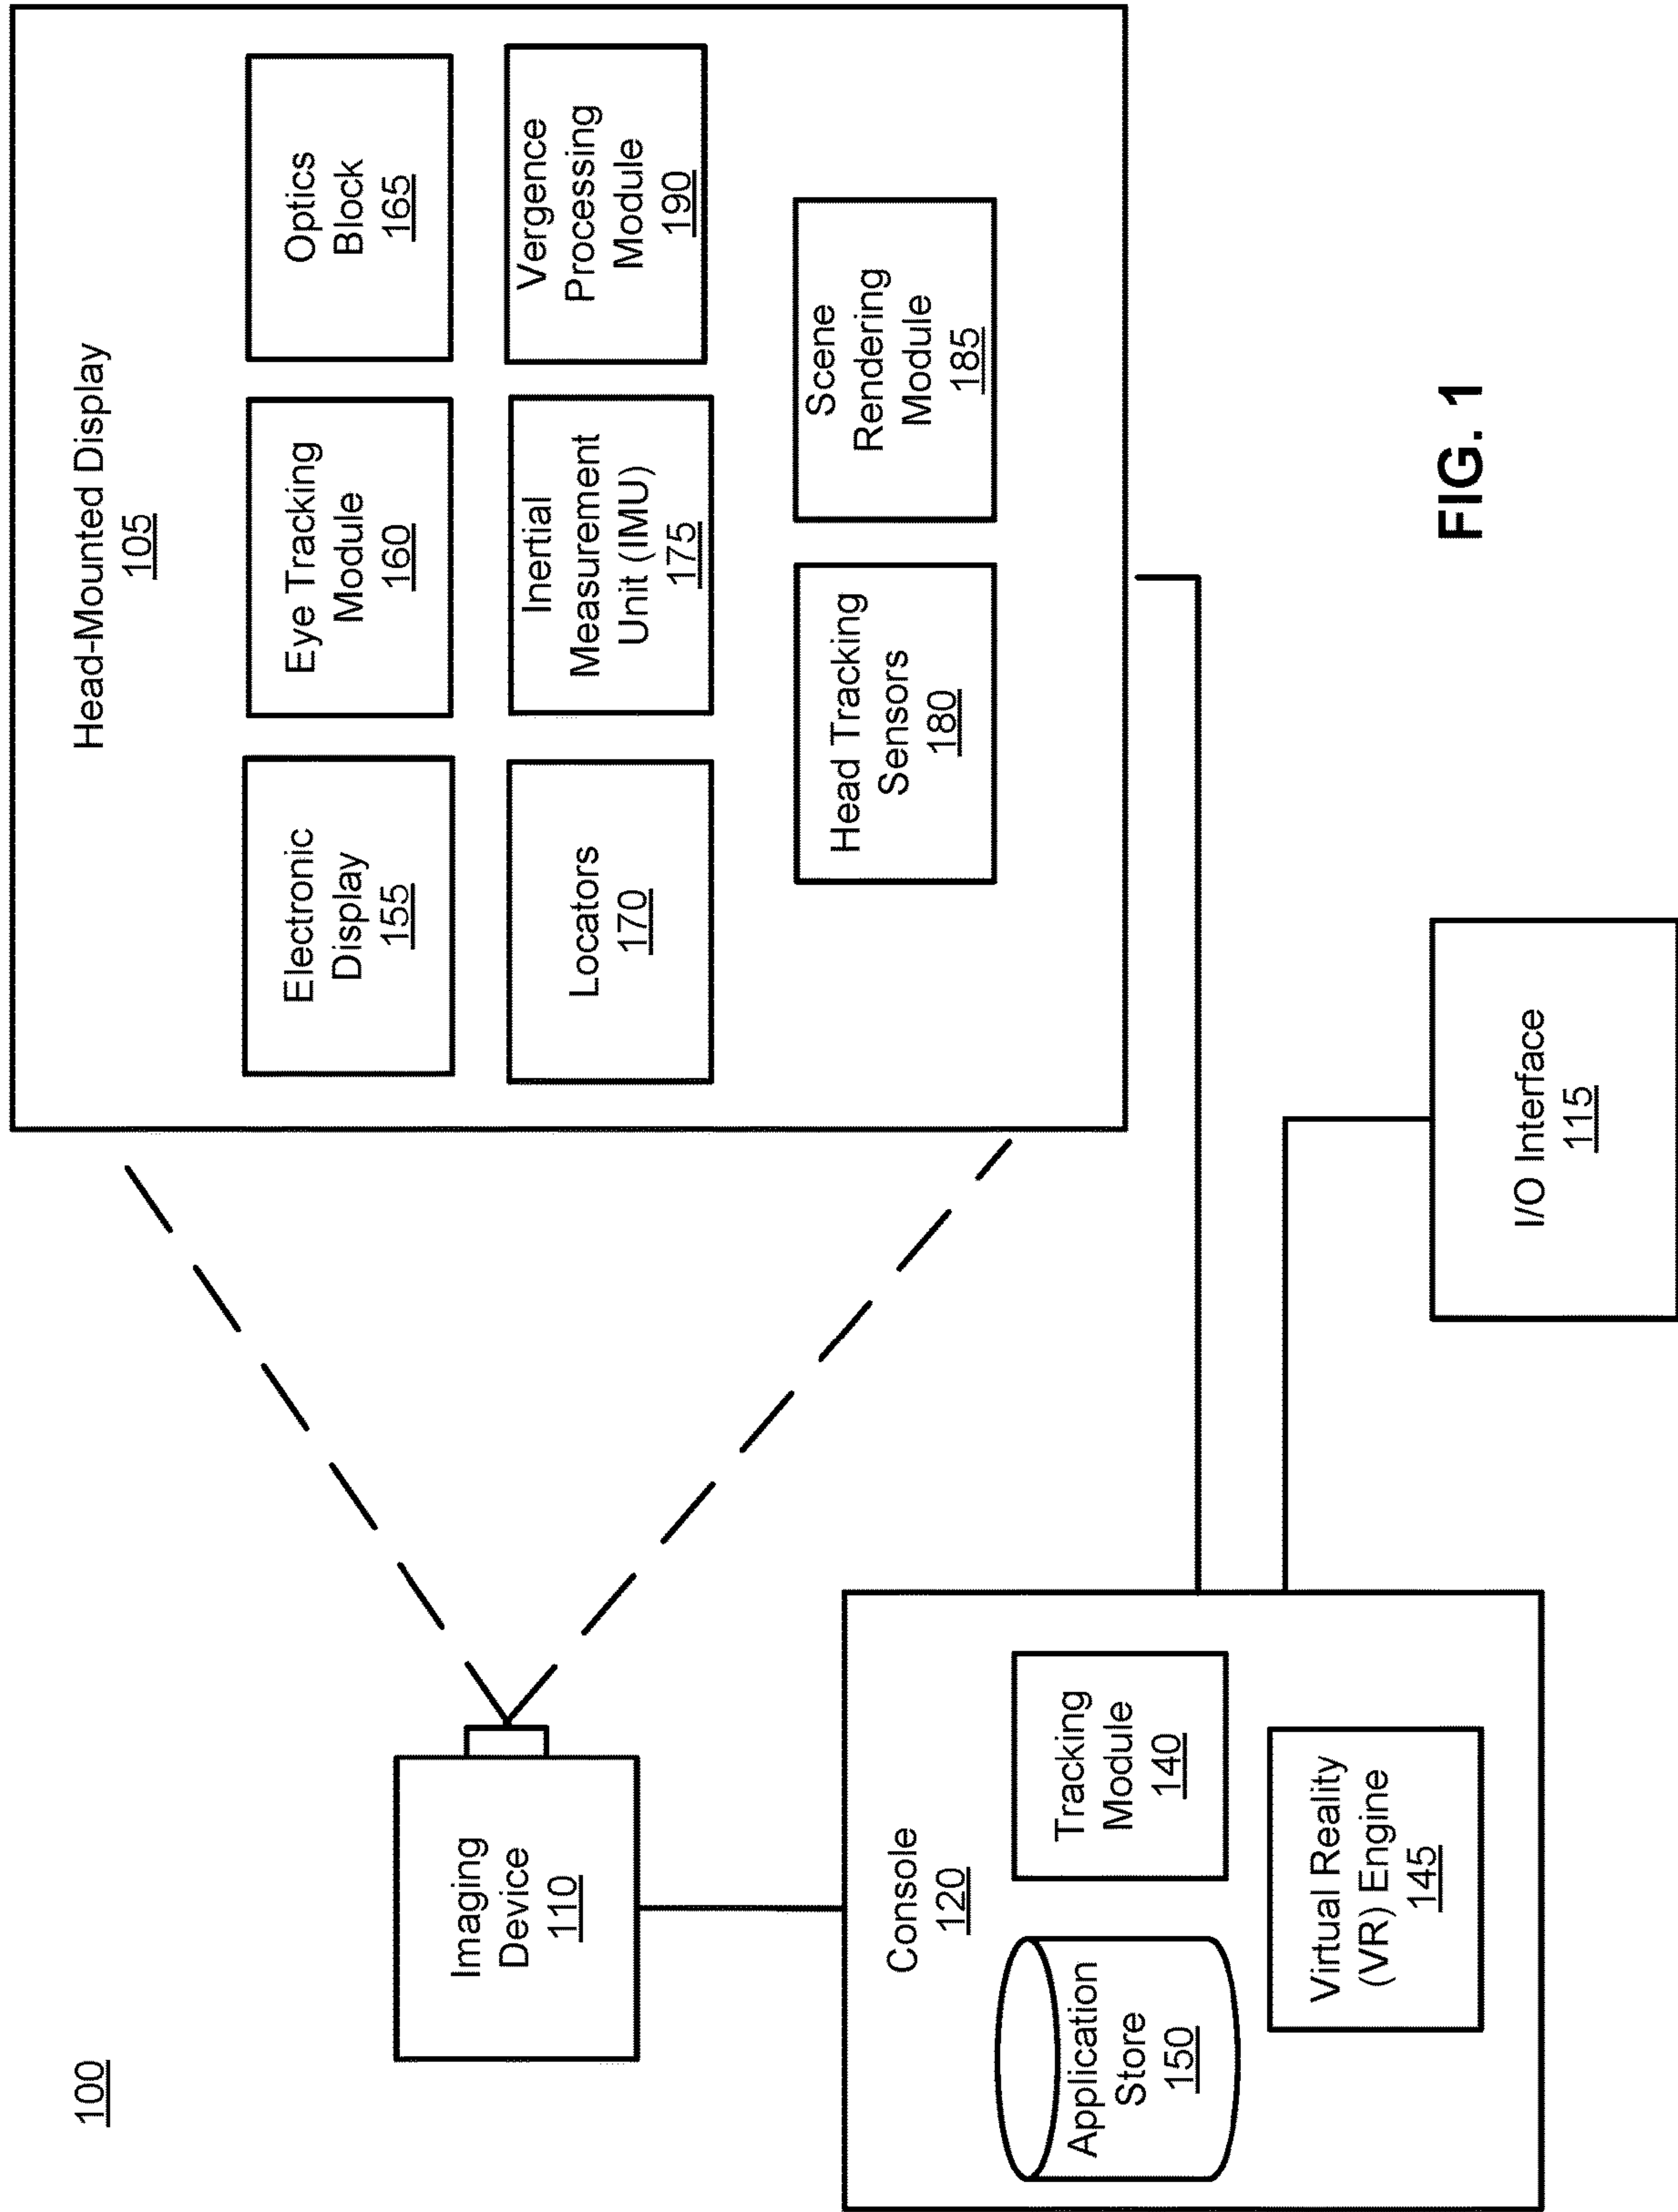 100
Imaging
Device
110
Head-Mounted Display
105
Electronic
Display
155
Eye Tracking
Module
160
Optics
Block
165
Locators
170
Inertial
Measurement
Unit (IMU)
175
Vergence
Processing
Module
190
Head Tracking
Sensors
180
Scene
Rendering
Module
185
Console
120
Application
Store
150
Tracking
Module
140
Virtual Reality
(VR) Engine
145
I/O Interface
115
FIG. 1